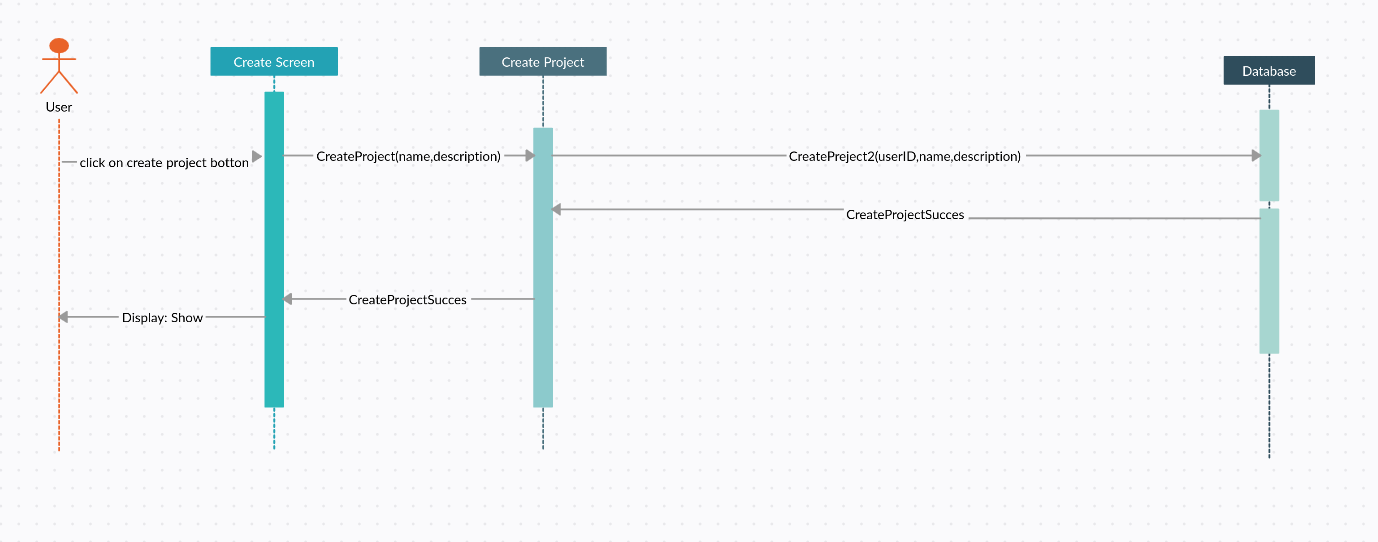 Create Screen
Create Project
Database
User
click on create project botton
CreateProject(name,description)
CreatePreject2(userID,name,description)
CreateProjectSucces
CreateProjectSucces
Display: Show